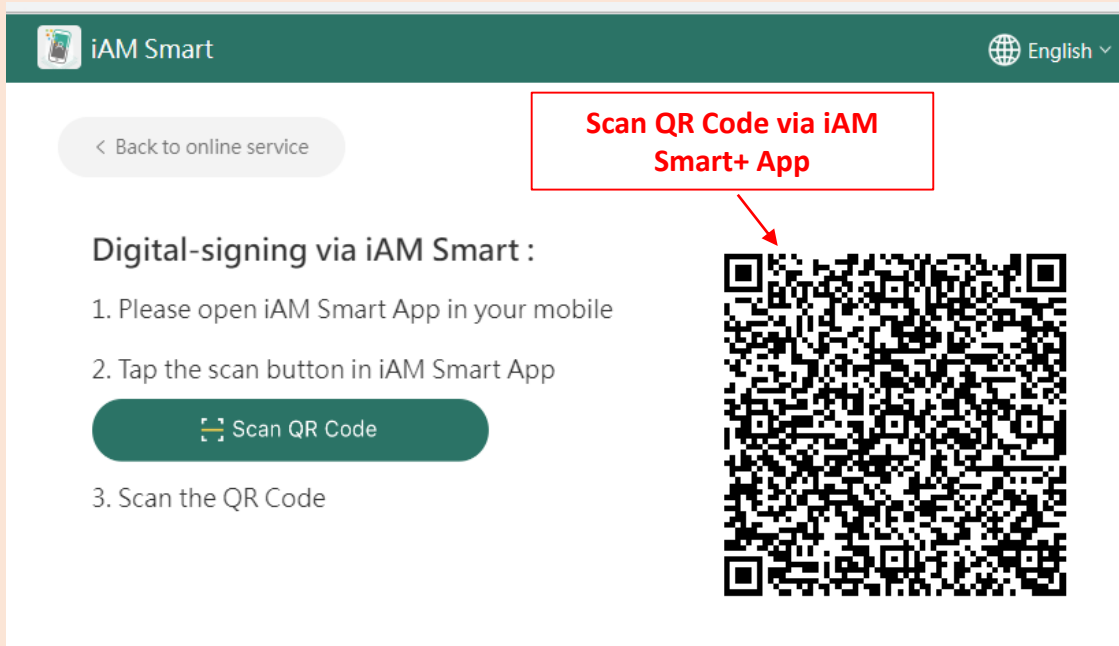 iAM Smart
English
< Back to online service
Scan QR Code via iAM
Smart+ App
Digital-signing via iAM Smart :
1. Please open iAM Smart App in your mobile
2. Tap the scan button in iAM Smart App
Scan QR Code
3. Scan the QR Code